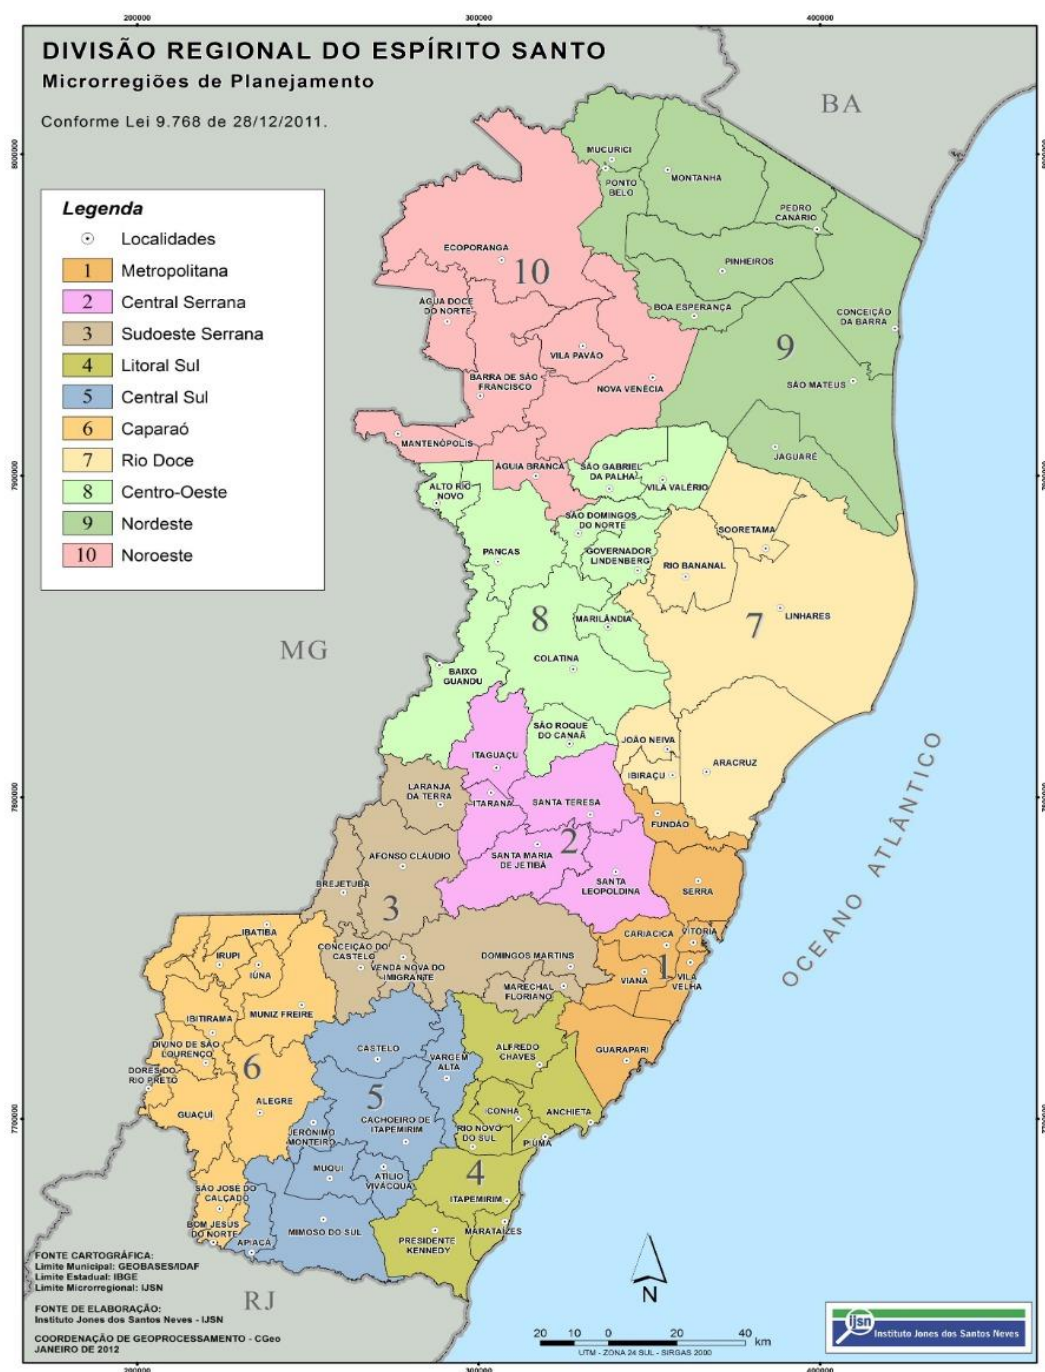 200000
300000
400000
DIVISÃO REGIONAL DO ESPÍRITO SANTO
Microrregiões de Planejamento
Conforme Lei 9.768 de 28/12/2011.
BA
8000000
MUCURICI
PONTO
BELO
MONTANHA
PEDRO
CANÁRIO
Legenda
Localidades
1 Metropolitana
2 Central Serrana
3 Sudoeste Serrana
4 Litoral Sul
5 Central Sul
6 Caparaó
7 Rio Doce
8 Centro-Oeste
9 Nordeste
10 Noroeste
ECOPORANGA
10
PINHEIROS
ÁGUA DOCE
DO NORTE
BOA ESPERANÇA
CONCEIÇÃO
DA BARRA
VILA PAVÃO
9
BARRA DE SÃO
FRANCISCO
NOVA VENÉCIA
SÃO MATEUS
MANTENÓPOLIS
JAGUARÉ
7900000
ÁGUIA BRANCA
SÃO GABRIEL
DA PALHA
ALTO RIO
NOVO
VILA VALÉRIO
SÃO DOMINGOS
DO NORTE
SOORETAMA
PANCAS
GOVERNADOR
LINDENBERG
RIO BANANAL
8
MARILÂNDIA
LINHARES
7
MG
COLATINA
BAIXO
GUANDU
SÃO ROQUE
DO CANAÃ
JOÃO NEIVA
ITAGUAÇU
IBIRAÇU
ARACRUZ
OCEANO ATLÂNTICO
7800000
LARANJA
DA TERRA
ITARANA
SANTA TERESA
FUNDÃO
2
AFONSO CLÁUDIO
SANTA MARIA
DE JETIBÁ
BREJETUBA
SANTA
LEOPOLDINA
SERRA
3
IBATIBA
CONCEIÇÃO DO
CASTELO
CARIACICA
VITÓRIA
IRUPI
IÚNA
VENDA NOVA DO
IMIGRANTE
DOMINGOS MARTINS
1
VIANA
VILA
VELHA
MARECHAL
FLORIANO
IBITIRAMA
MUNIZ FREIRE
DIVINO DE SÃO
LOURENÇO
CASTELO
VARGEM
ALTA
ALFREDO
CHAVES
GUARAPARI
DORES DO
RIO PRETO
6
5
GUAÇUÍ
ALEGRE
CACHOEIRO DE
ITAPEMIRIM
ICONHA
ANCHIETA
7700000
JERÔNIMO
MONTEIRO
RIO NOVO
DO SUL
PIÚMA
MUQUI
ATÍLIO
VIVÁCQUA
4
SÃO JOSÉ DO
CALÇADO
ITAPEMIRIM
BOM JESUS
DO NORTE
APIACÁ
MIMOSO DO SUL
PRESIDENTE
KENNEDY
MARATAÍZES
FONTE CARTOGRÁFICA:
Limite Municipal: GEOBASES/IDAF
Limite Estadual: IBGE
Limite Microrregional: IJSN
FONTE DE ELABORAÇÃO:
Instituto Jones dos Santos Neves - IJSN
COORDENAÇÃO DE GEOPROCESSAMENTO - CGeo
JANEIRO DE 2012
RJ
N
20 10 0 20 40
km
UTM - ZONA 24 SUL - SIRGAS 2000
ijsn
Instituto Jones dos Santos Neves
200000
300000
400000